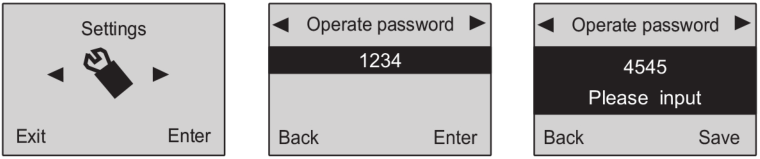 Settings
Exit Enter
Operate password
1234
Back Enter
Operate password
4545
Please input
Back Save